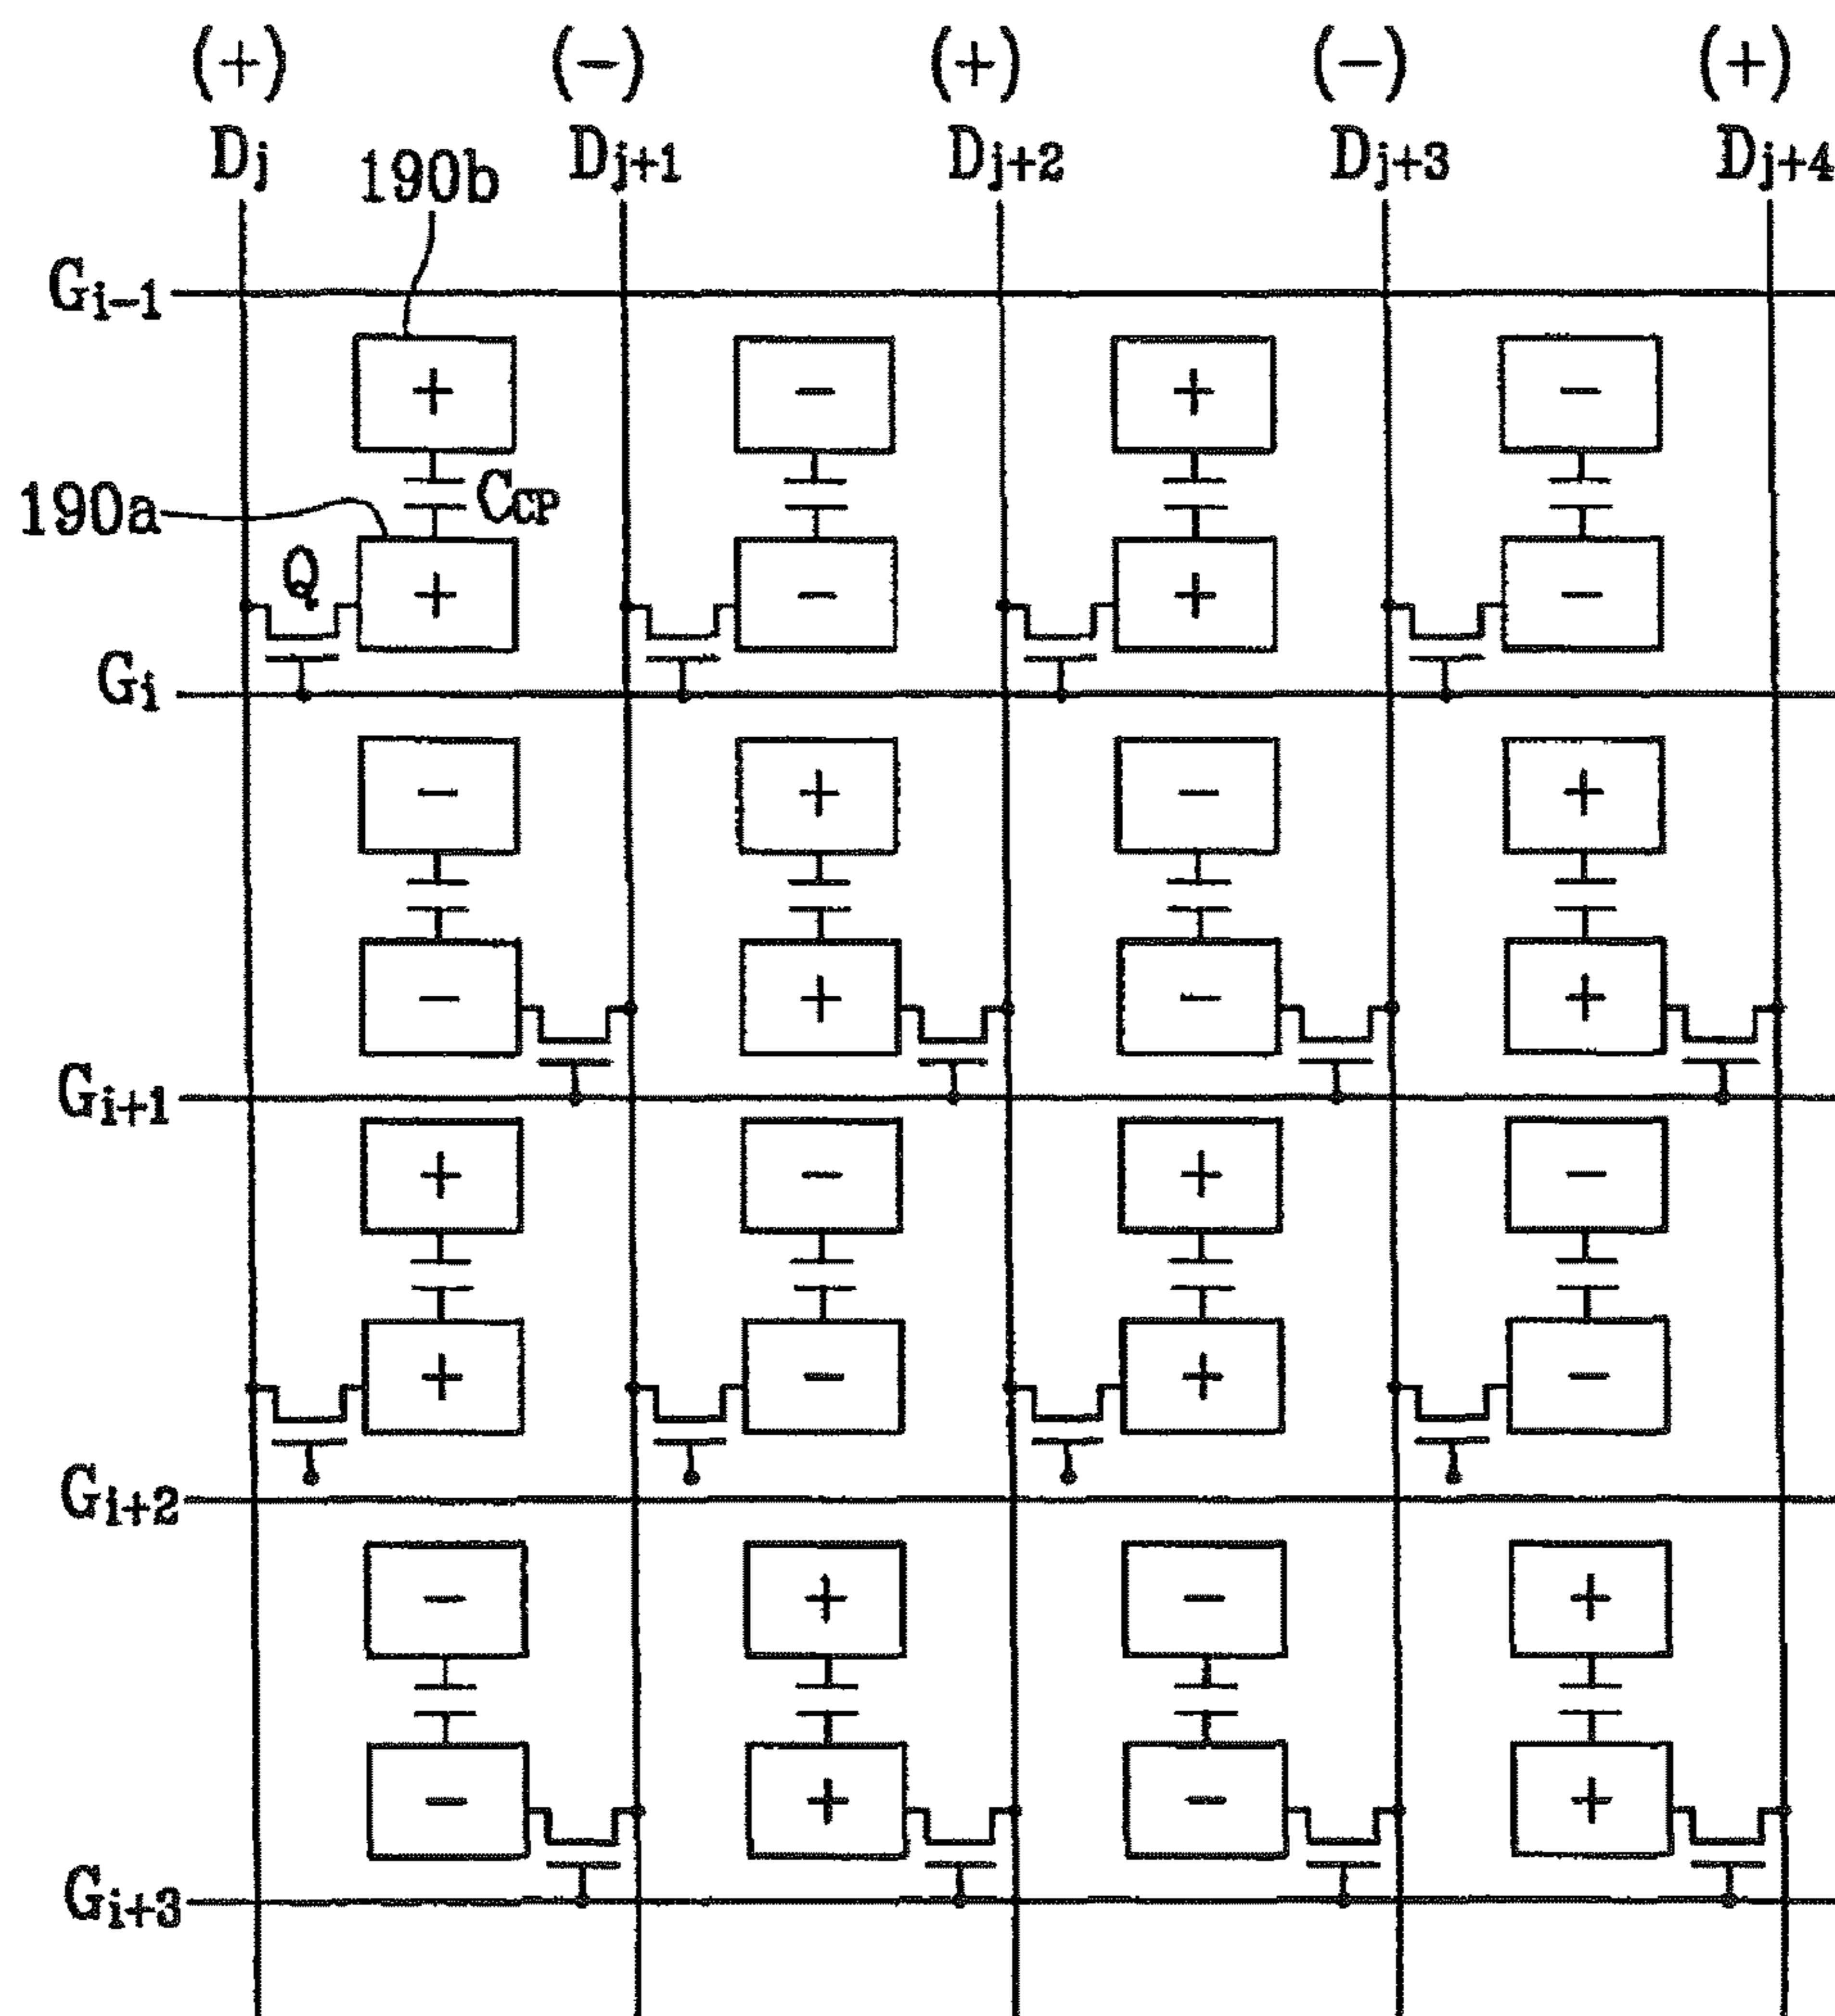 (+) (-) (+) (-) (+)
Dj Dj+1 Dj+2 Dj+3 Dj+4
190b
Gi-1
+ - + -
CCP
190a
Q
+ - + -
Gi
- + - +
- + - +
Gi+1
+ - + -
+ - + -
Gi+2
- + - +
- + - +
Gi+3